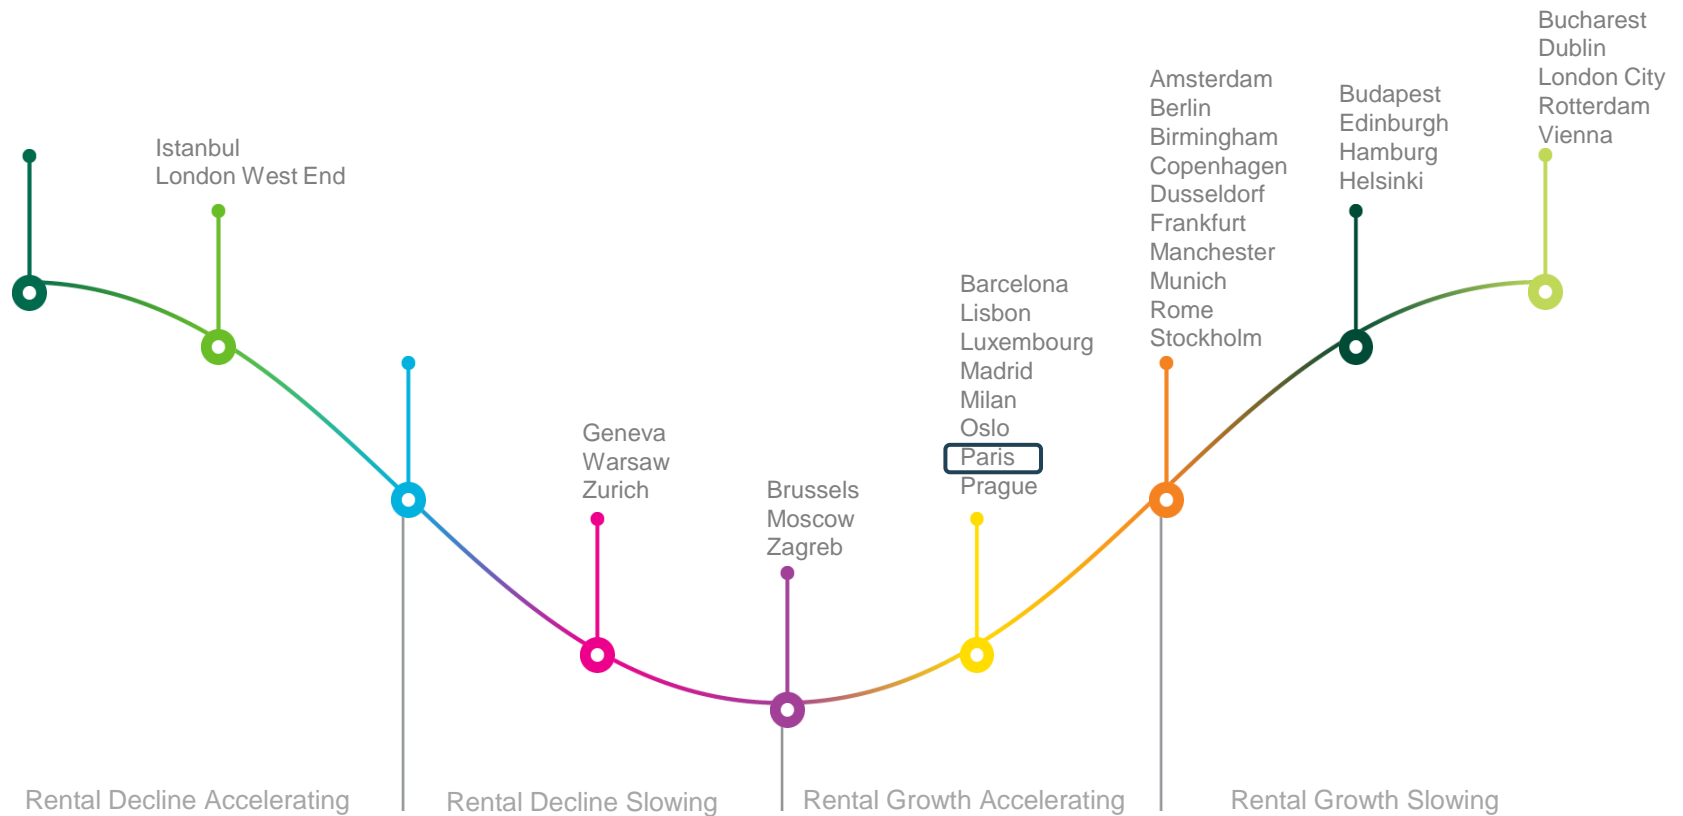 Istanbul
London West End
Geneva
Warsaw
Zurich
Brussels
Moscow
Zagreb
Barcelona
Lisbon
Luxembourg
Madrid
Milan
Oslo
Paris
Prague
Amsterdam
Berlin
Birmingham
Copenhagen
Dusseldorf
Frankfurt
Manchester
Munich
Rome
Stockholm
Budapest
Edinburgh
Hamburg
Helsinki
Bucharest
Dublin
London City
Rotterdam
Vienna
Rental Decline Accelerating
Rental Decline Slowing
Rental Growth Accelerating
Rental Growth Slowing